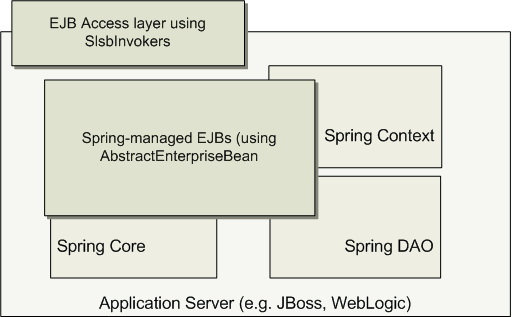 EJB Access layer using
SlsbInvokers
Spring-managed EJBs (using
AbstractEnterpriseBean
Spring Context
Spring Core
Spring DAO
Application Server (e.g. JBoss, WebLogic)